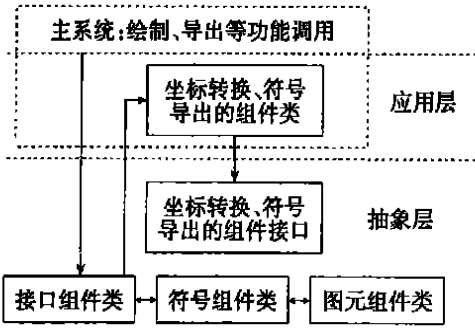 主系统:绘制、导出等功能调用
坐标转换、符号
导出的组件类
应用层
坐标转换、符号
导出的组件接口
抽象层
接口组件类
符号组件类
图元组件类